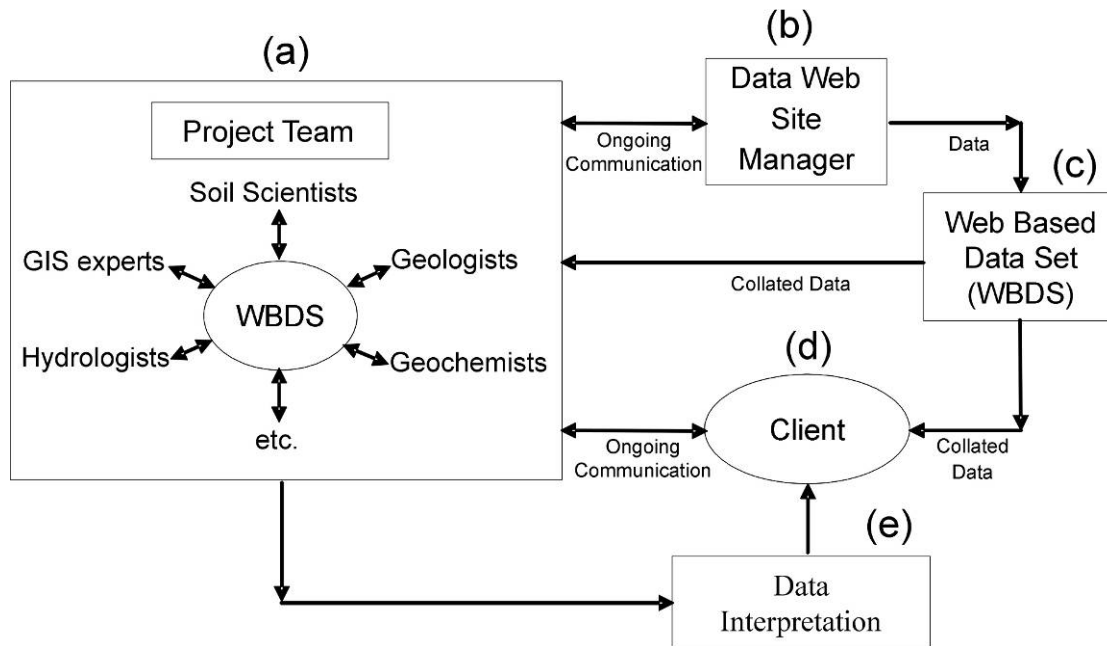 (a)
Project Team
Soil Scientists
GIS experts
Geologists
WBDS
Hydrologists
Geochemists
etc.
(b)
Data Web
Site
Manager
Ongoing
Communication
Data
(c)
Web Based
Data Set
(WBDS)
Collated Data
(d)
Client
Ongoing
Communication
Collated
Data
(e)
Data
Interpretation